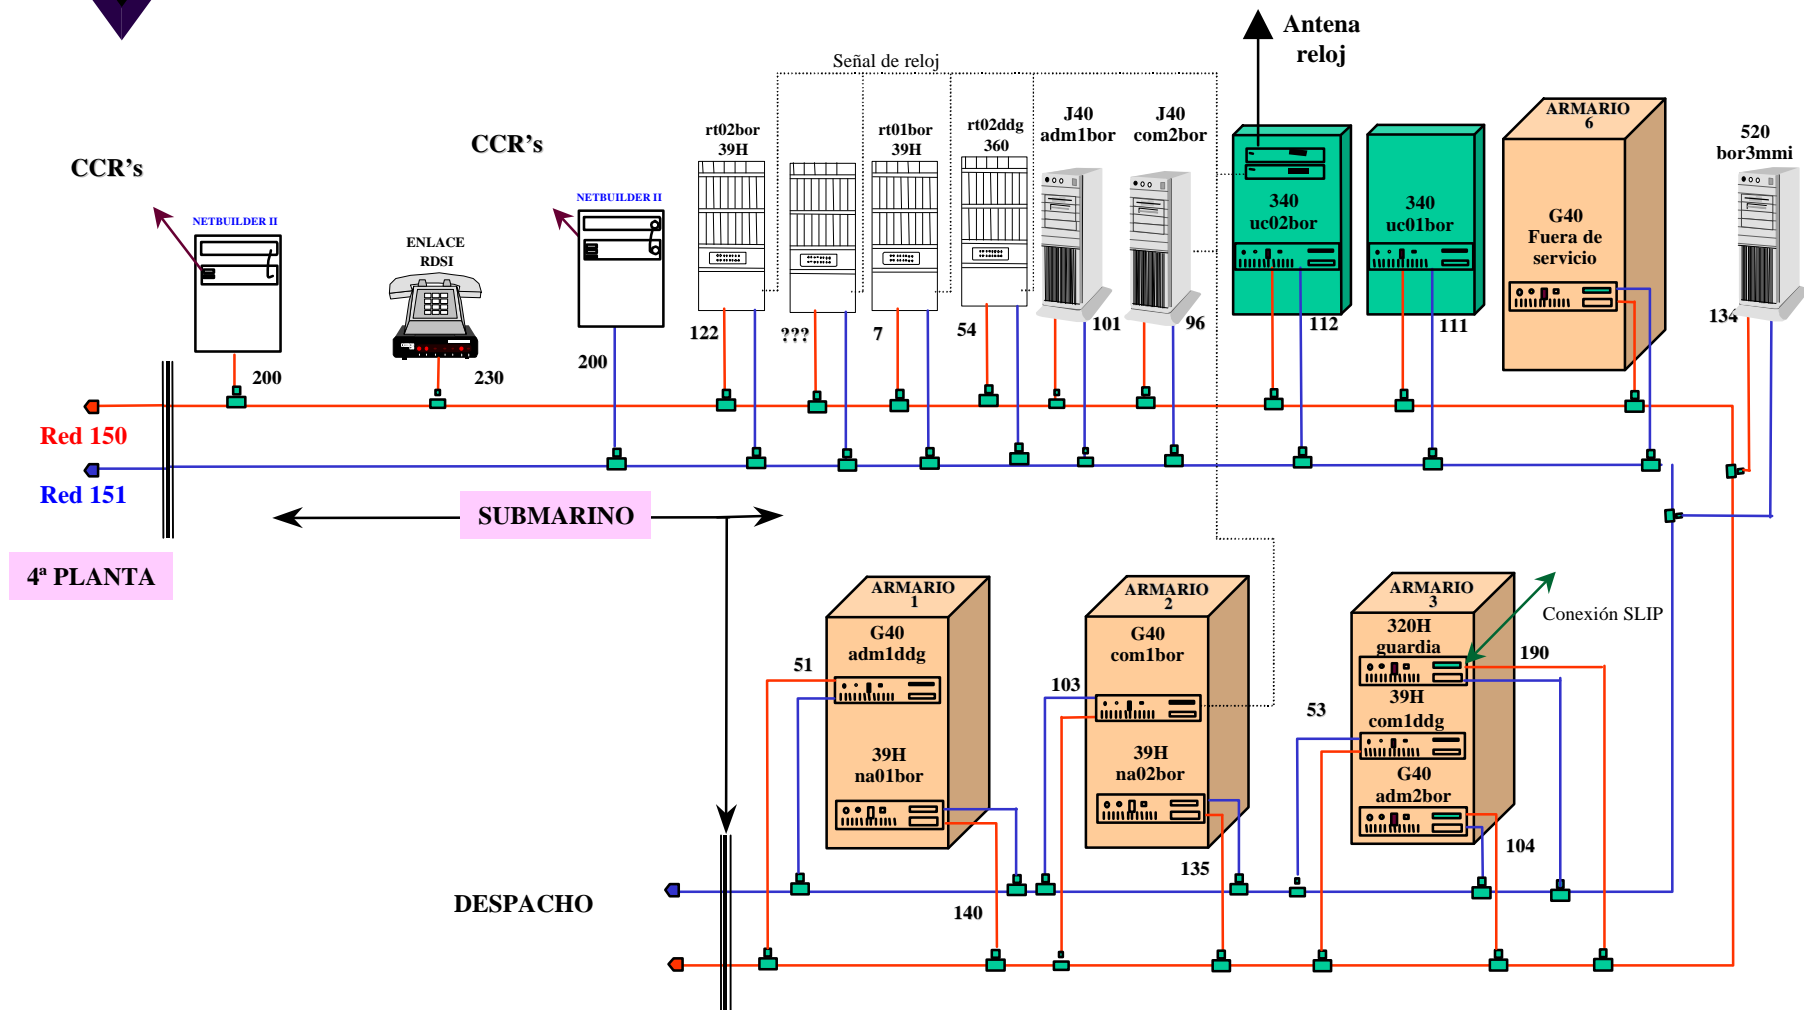 Antena
reloj
Señal de reloj
CCR's
NETBUILDER II
200
ENLACE
RDSI
230
CCR's
NETBUILDER II
200
rt02bor
39H
122
???
rt01bor
39H
7
rt02ddg
360
54
J40
adm1bor
101
J40
com2bor
96
340
uc02bor
112
340
uc01bor
111
ARMARIO
6
G40
Fuera de
servicio
520
bor3mmi
134
Red 150
Red 151
SUBMARINO
4ª PLANTA
ARMARIO
1
G40
adm1ddg
51
39H
na01bor
140
ARMARIO
2
G40
com1bor
103
39H
na02bor
135
ARMARIO
3
320H
guardia
190
Conexión SLIP
39H
com1ddg
53
G40
adm2bor
104
DESPACHO